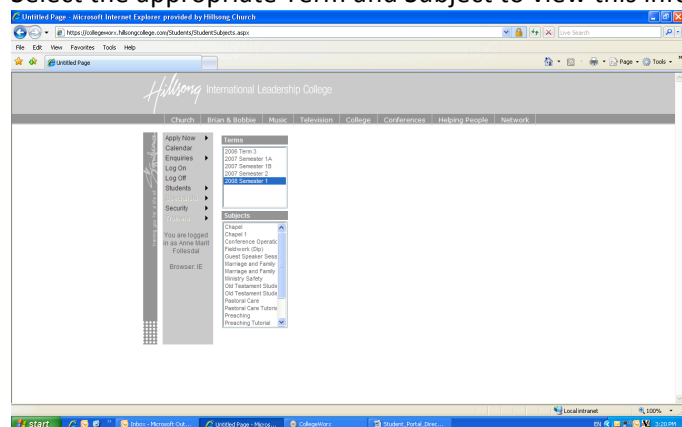 Select the appropriate Term and Subject to view this info
Untitled Page - Microsoft Internet Explorer provided by Hillsong Church
https://collegeworx.hillsongcollege.com/Students/StudentSubjects.aspx
Live Search
File Edit View Favorites Tools Help
Untitled Page
Page
Tools
Hillsong International Leadership College
Church
Brian & Bobbie
Music
Television
College
Conferences
Helping People
Network
Apply Now
Calendar
Enquiries
Log On
Log Off
Students
Security
You are logged
in as Anne Marit
Follesdal
Browser: IE
Terms
2006 Term 3
2007 Semester 1A
2007 Semester 1B
2007 Semester 2
2008 Semester 1
Subjects
Chapel
Chapel 1
Conference Operatic
Fieldwork (Dip)
Guest Speaker Sess
Marriage and Family
Marriage and Family
Ministry Safety
Old Testament Stude
Old Testament Stude
Pastoral Care
Pastoral Care Tutoria
Preaching
Preaching Tutorial
Local intranet
100%
start
Inbox - Microsoft Out...
Untitled Page - Micros...
CollegeWorx
Student_Portal_Direc...
EN
3:20 PM